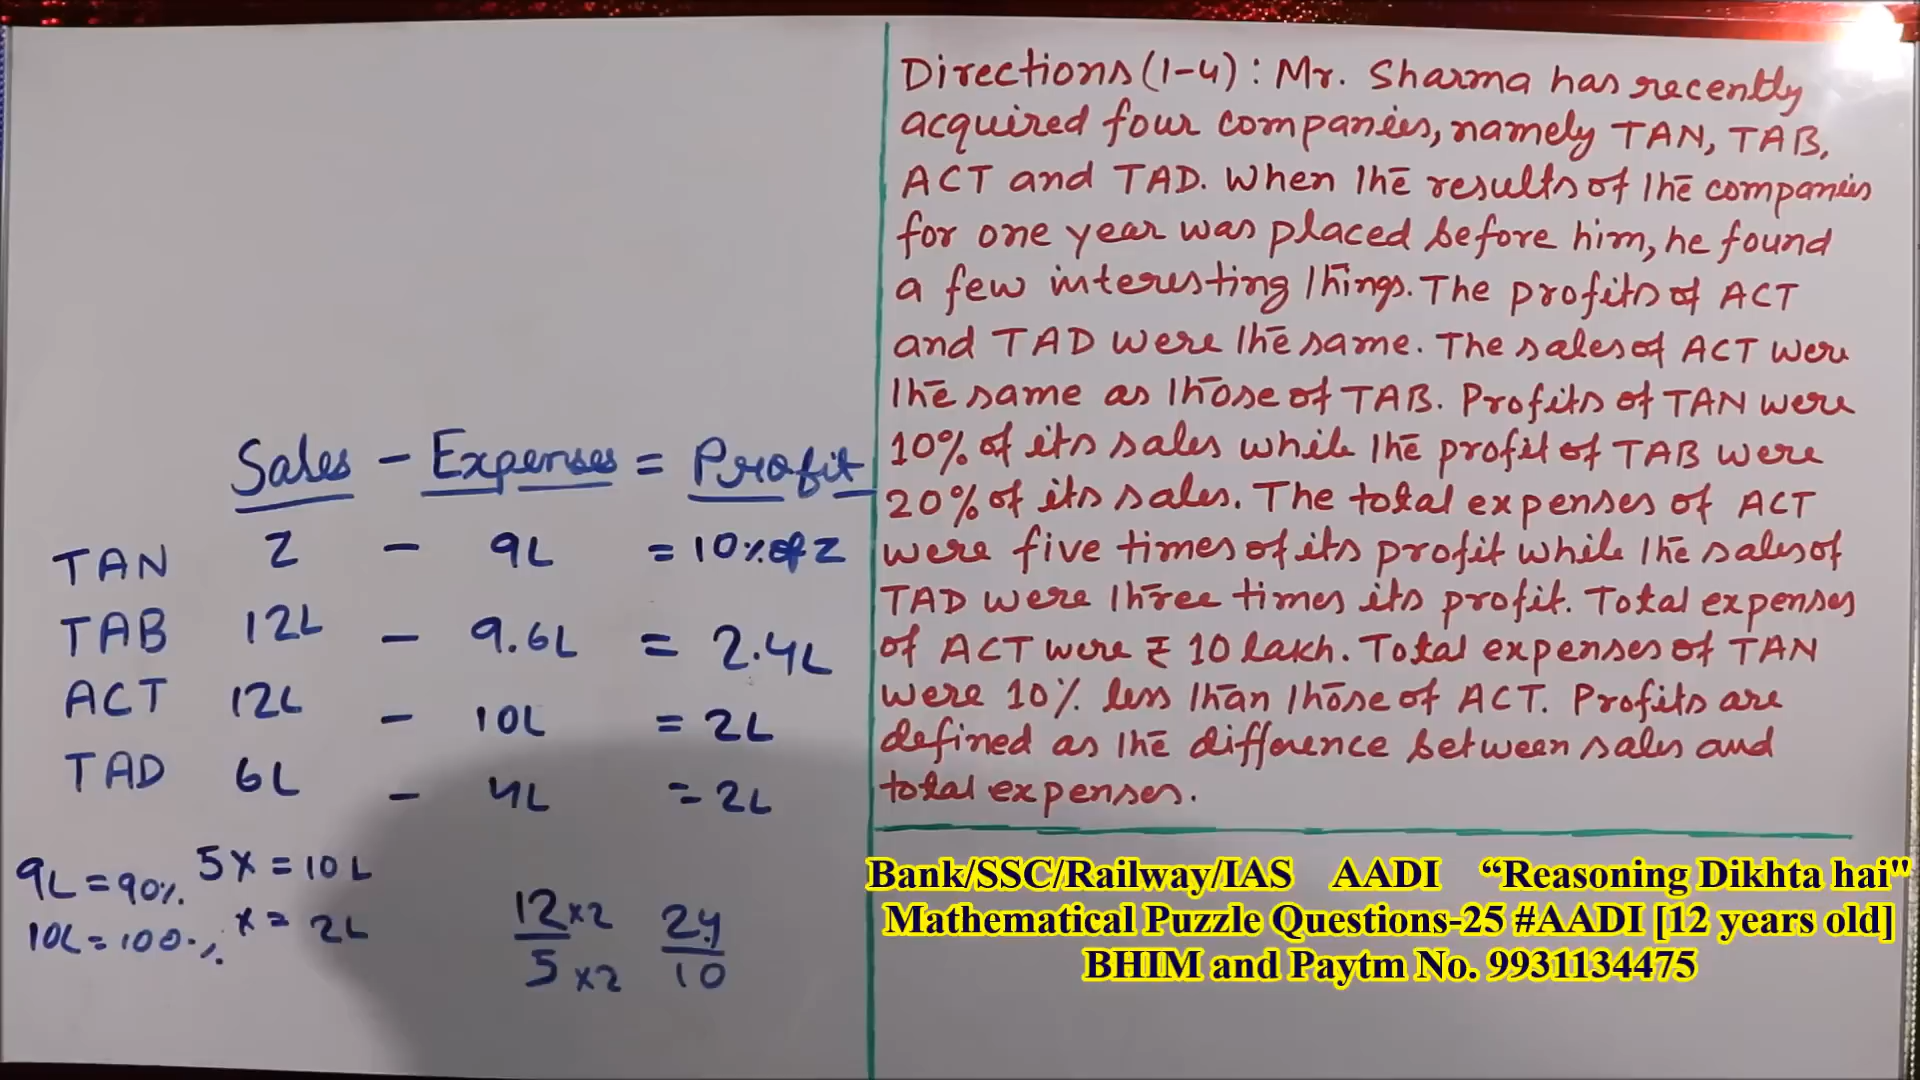 Sales - Expenses = Profit
TAN Z - 9L = 10% of Z
TAB 12L - 9.6L = 2.4L
ACT 12L - 10L = 2L
TAD 6L - 4L = 2L
9L = 90% 5x = 10L
10L = 100% x = 2L
12×2 24
5×2 10
Directions (1-4) : Mr. Sharma has recently
acquired four companies, namely TAN, TAB,
ACT and TAD. When the results of the companies
for one year was placed before him, he found
a few interesting things. The profits of ACT
and TAD were the same. The sales of ACT were
the same as those of TAB. Profits of TAN were
10% of its sales while the profit of TAB were
20% of its sales. The total expenses of ACT
were five times of its profit while the sales of
TAD were three times its profit. Total expenses
of ACT were ₹ 10 lakh. Total expenses of TAN
were 10% less than those of ACT. Profits are
defined as the difference between sales and
total expenses.
Bank/SSC/Railway/IAS AADI “Reasoning Dikhta hai"
Mathematical Puzzle Questions-25 #AADI [12 years old]
BHIM and Paytm No. 9931134475